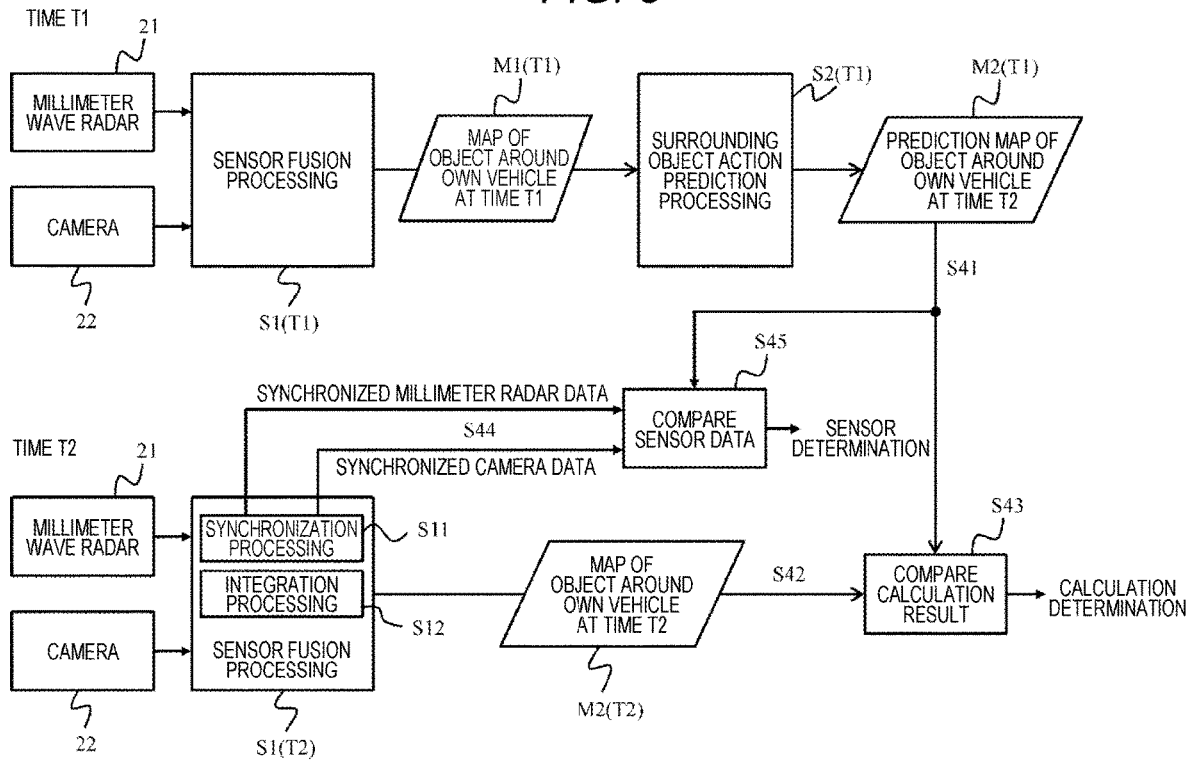 TIME T1
21
MILLIMETER
WAVE RADAR
CAMERA
22
SENSOR FUSION
PROCESSING
S1(T1)
M1(T1)
MAP OF
OBJECT AROUND
OWN VEHICLE
AT TIME T1
S2(T1)
SURROUNDING
OBJECT ACTION
PREDICTION
PROCESSING
M2(T1)
PREDICTION MAP OF
OBJECT AROUND
OWN VEHICLE
AT TIME T2
S41
S45
SYNCHRONIZED MILLIMETER RADAR DATA
S44
SYNCHRONIZED CAMERA DATA
COMPARE
SENSOR DATA
SENSOR
DETERMINATION
TIME T2
21
MILLIMETER
WAVE RADAR
CAMERA
22
SYNCHRONIZATION
PROCESSING
S11
INTEGRATION
PROCESSING
S12
SENSOR FUSION
PROCESSING
S1(T2)
MAP OF
OBJECT AROUND
OWN VEHICLE
AT TIME T2
M2(T2)
S42
S43
COMPARE
CALCULATION
RESULT
CALCULATION
DETERMINATION